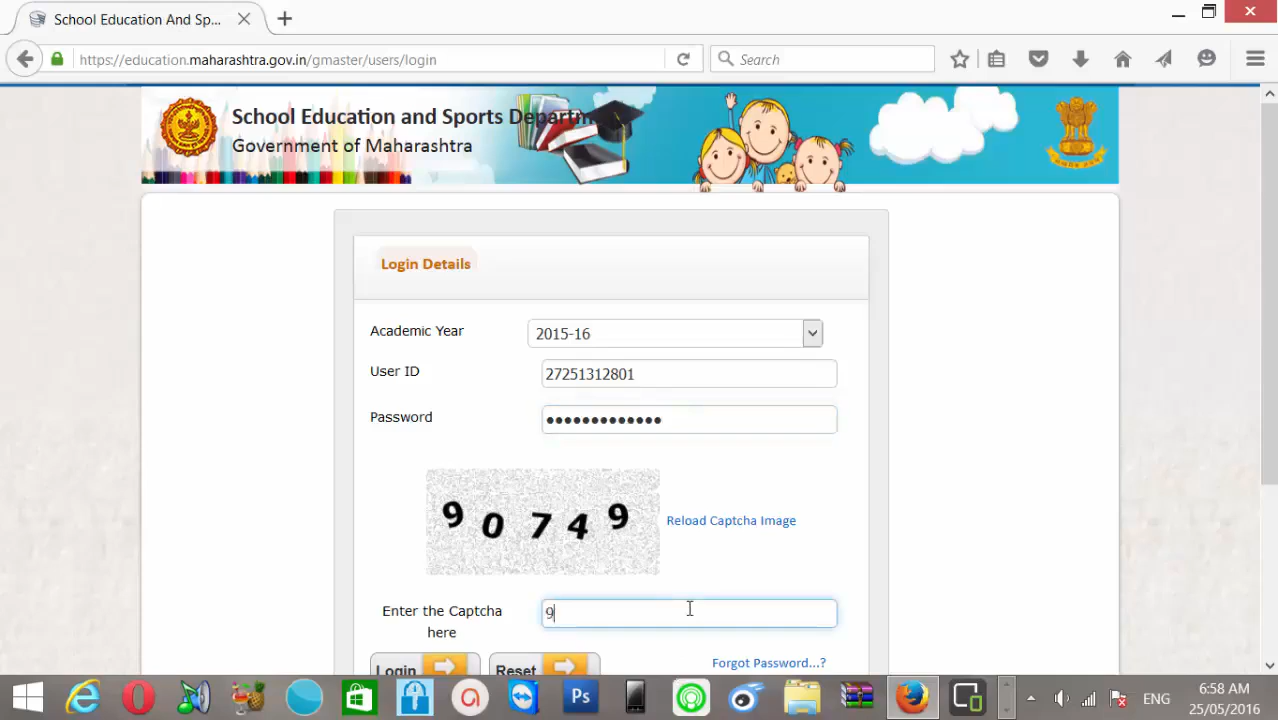 School Education And Sp...
https://education.maharashtra.gov.in/gmaster/users/login
Search
School Education and Sports Departm
Government of Maharashtra
Login Details
Academic Year
2015-16
User ID
27251312801
Password
•••••••••••••
9 0 7 4 9
Reload Captcha Image
Enter the Captcha
here
9
Login
Reset
Forgot Password...?
Ps
ENG
6:58 AM
25/05/2016